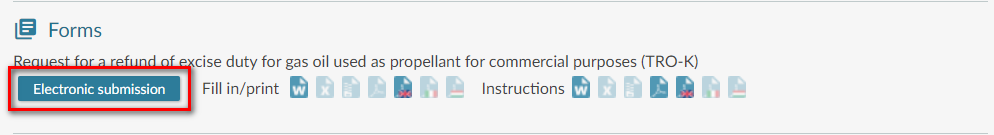 Forms
Request for a refund of excise duty for gas oil used as propellant for commercial purposes (TRO-K)
Electronic submission Fill in/print Instructions